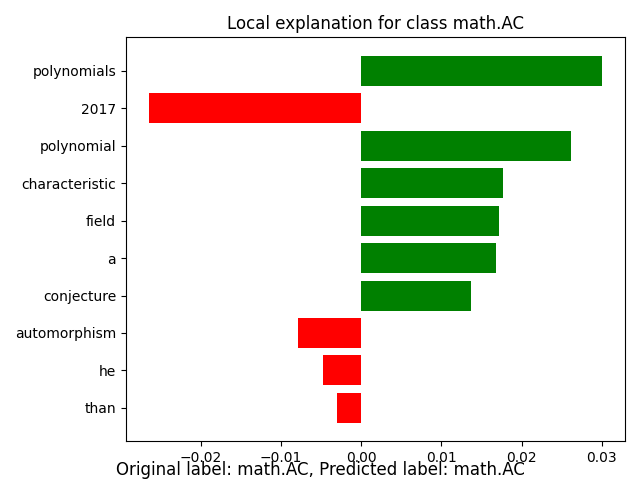 Local explanation for class math.AC
polynomials
2017
polynomial
characteristic
field
a
conjecture
automorphism
he
than
−0.02 −0.01 0.00 0.01 0.02 0.03
Original label: math.AC, Predicted label: math.AC